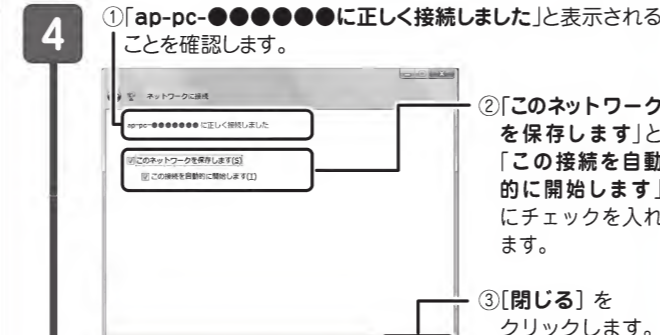 4
①「ap-pc-●●●●●●に正しく接続しました」と表示される
ことを確認します。
ネットワークに接続
ap-pc-●●●●●●● に正しく接続しました
このネットワークを保存します(S)
この接続を自動的に開始します(T)
②「このネットワーク
を保存します」と
「この接続を自動
的に開始します」
にチェックを入れ
ます。
③[閉じる] を
クリックします。